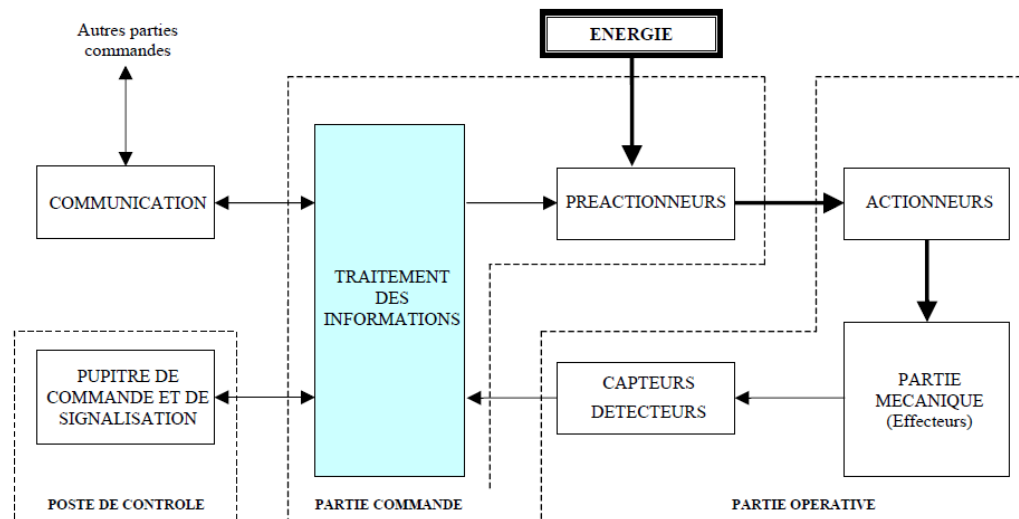 Autres parties
commandes
ENERGIE
COMMUNICATION
PREACTIONNEURS
ACTIONNEURS
TRAITEMENT
DES
INFORMATIONS
PUPITRE DE
COMMANDE ET DE
SIGNALISATION
CAPTEURS
DETECTEURS
PARTIE
MECANIQUE
(Effecteurs)
POSTE DE CONTROLE
PARTIE COMMANDE
PARTIE OPERATIVE